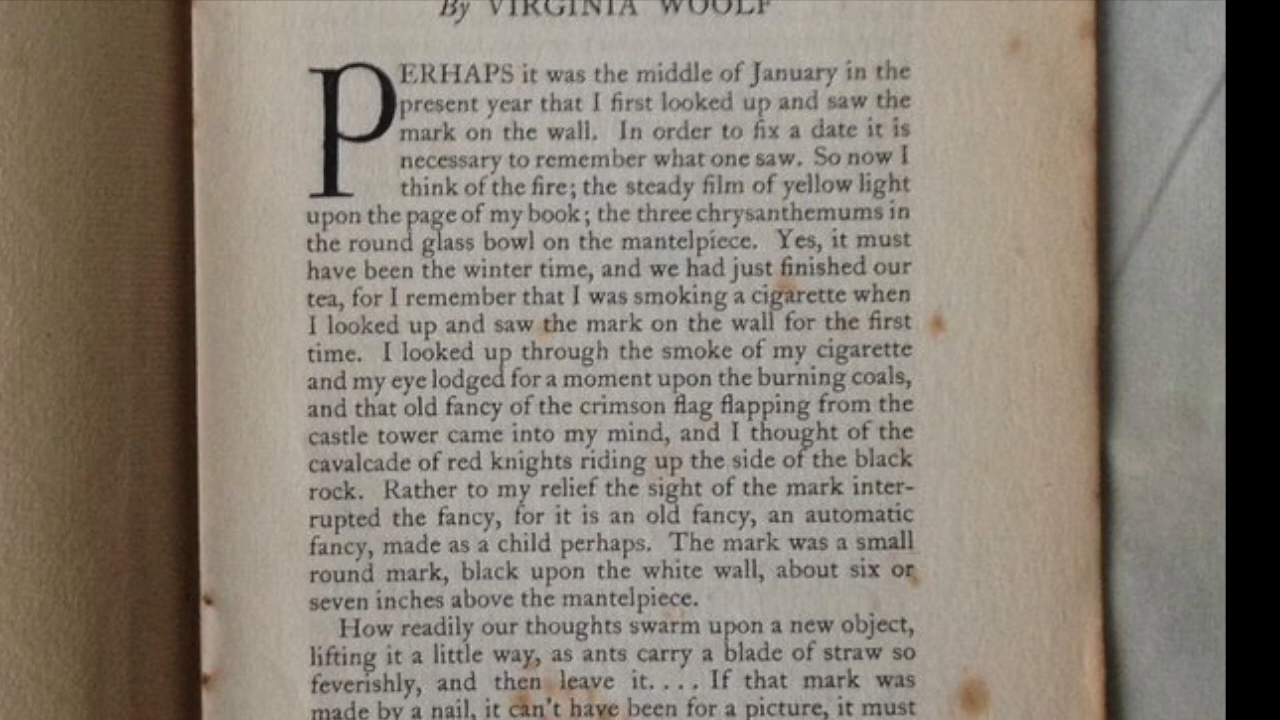 By VIRGINIA WOOLF
PERHAPS it was the middle of January in the
present year that I first looked up and saw the
mark on the wall. In order to fix a date it is
necessary to remember what one saw. So now I
think of the fire; the steady film of yellow light
upon the page of my book; the three chrysanthemums in
the round glass bowl on the mantelpiece. Yes, it must
have been the winter time, and we had just finished our
tea, for I remember that I was smoking a cigarette when
I looked up and saw the mark on the wall for the first
time. I looked up through the smoke of my cigarette
and my eye lodged for a moment upon the burning coals,
and that old fancy of the crimson flag flapping from the
castle tower came into my mind, and I thought of the
cavalcade of red knights riding up the side of the black
rock. Rather to my relief the sight of the mark inter-
rupted the fancy, for it is an old fancy, an automatic
fancy, made as a child perhaps. The mark was a small
round mark, black upon the white wall, about six or
seven inches above the mantelpiece.
How readily our thoughts swarm upon a new object,
lifting it a little way, as ants carry a blade of straw so
feverishly, and then leave it. . . . If that mark was
made by a nail, it can't have been for a picture, it must